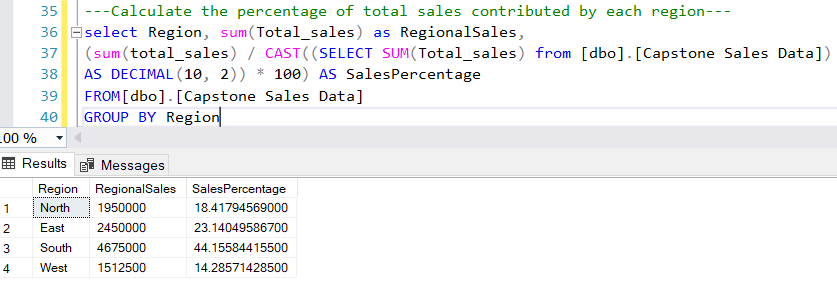 35 ---Calculate the percentage of total sales contributed by each region---
36 select Region, sum(Total_sales) as RegionalSales,
37 (sum(total_sales) / CAST((SELECT SUM(Total_sales) from [dbo].[Capstone Sales Data])
38 AS DECIMAL(10, 2)) * 100) AS SalesPercentage
39 FROM[dbo].[Capstone Sales Data]
40 GROUP BY Region
100 %
Results Messages
Region RegionalSales SalesPercentage
1 North 1950000 18.41794569000
2 East 2450000 23.14049586700
3 South 4675000 44.15584415500
4 West 1512500 14.28571428500